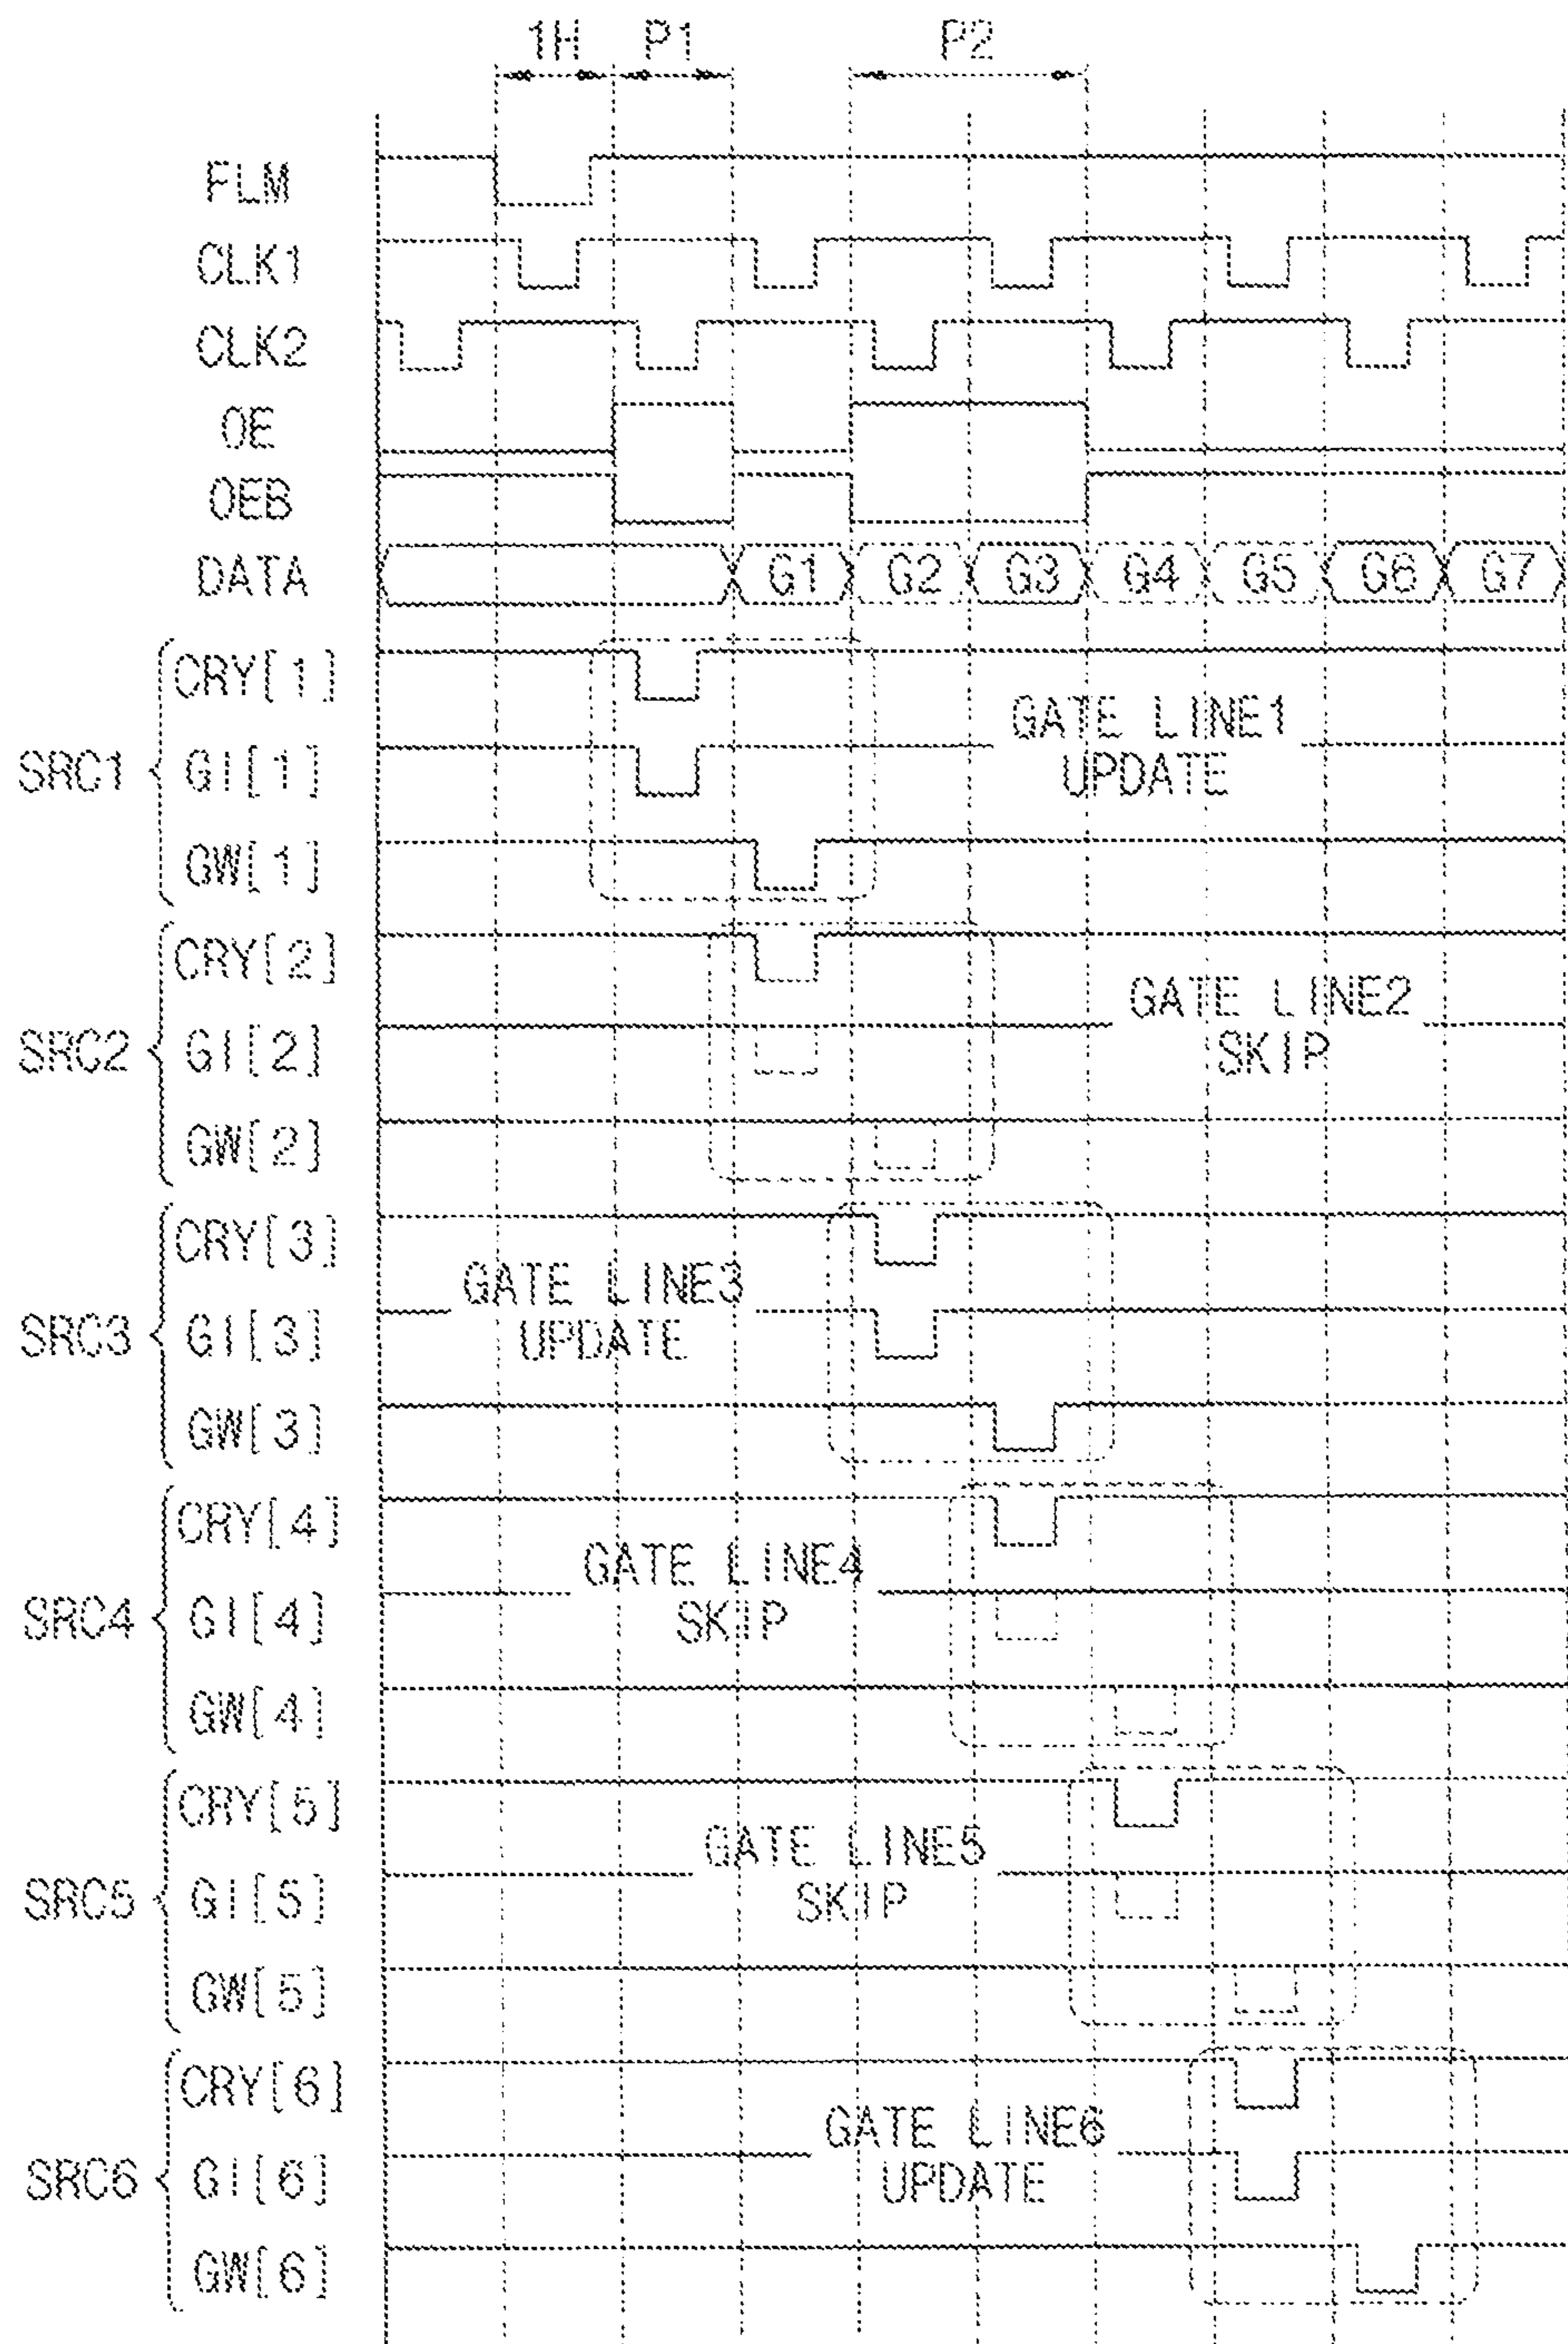 1H P1 P2
FLM
CLK1
CLK2
OE
OEB
DATA G1 G2 G3 G4 G5 G6 G7
CRY[1]
GATE LINE1
SRC1 GI[1] UPDATE
GW[1]
CRY[2]
GATE LINE2
SRC2 GI[2] SKIP
GW[2]
CRY[3]
GATE LINE3
SRC3 GI[3] UPDATE
GW[3]
CRY[4]
GATE LINE4
SRC4 GI[4] SKIP
GW[4]
CRY[5]
GATE LINE5
SRC5 GI[5] SKIP
GW[5]
CRY[6]
GATE LINE6
SRC6 GI[6] UPDATE
GW[6]